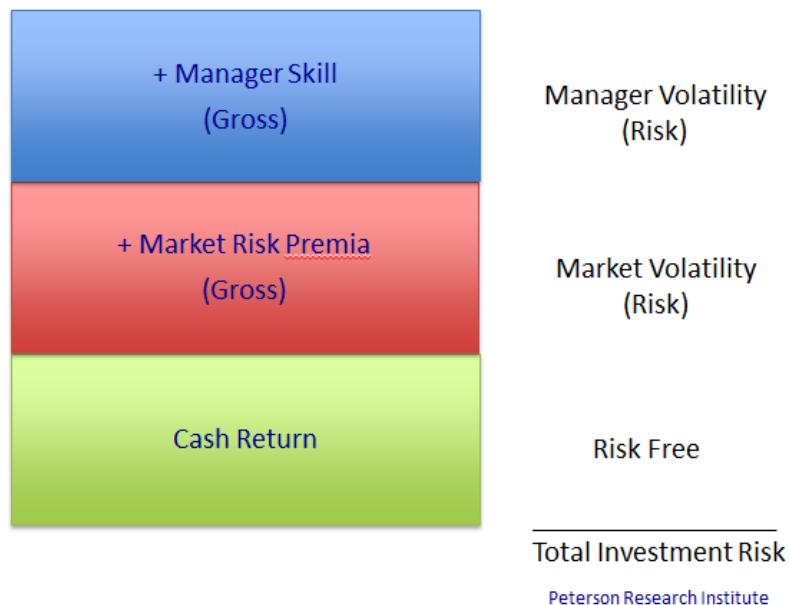 + Manager Skill
(Gross)
Manager Volatility
(Risk)
+ Market Risk Premia
(Gross)
Market Volatility
(Risk)
Cash Return
Risk Free
Total Investment Risk
Peterson Research Institute